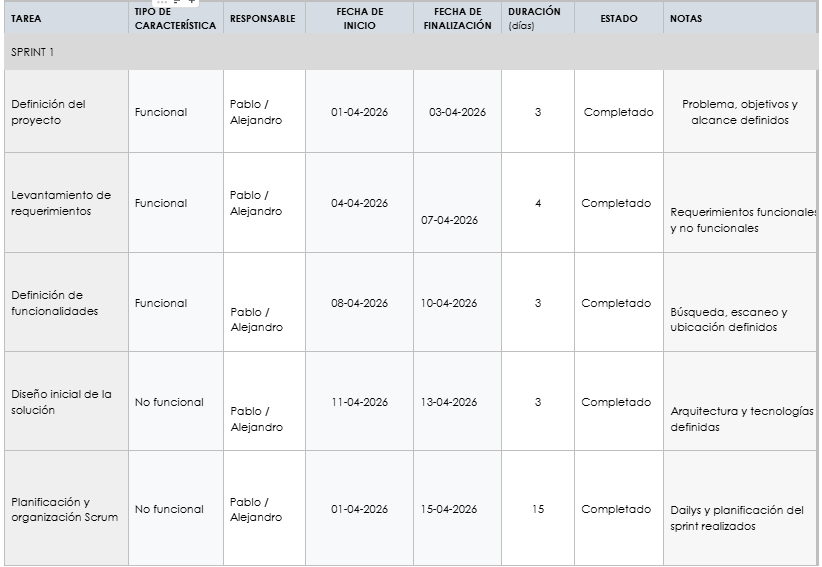 TAREA
TIPO DE
CARACTERÍSTICA
RESPONSABLE
FECHA DE
INICIO
FECHA DE
FINALIZACIÓN
DURACIÓN
(días)
ESTADO
NOTAS
SPRINT 1
Definición del
proyecto
Funcional
Pablo /
Alejandro
01-04-2026
03-04-2026
3
Completado
Problema, objetivos y
alcance definidos
Levantamiento de
requerimientos
Funcional
Pablo /
Alejandro
04-04-2026
07-04-2026
4
Completado
Requerimientos funcionales
y no funcionales
Definición de
funcionalidades
Funcional
Pablo /
Alejandro
08-04-2026
10-04-2026
3
Completado
Búsqueda, escaneo y
ubicación definidos
Diseño inicial de la
solución
No funcional
Pablo /
Alejandro
11-04-2026
13-04-2026
3
Completado
Arquitectura y tecnologías
definidas
Planificación y
organización Scrum
No funcional
Pablo /
Alejandro
01-04-2026
15-04-2026
15
Completado
Dailys y planificación del
sprint realizados